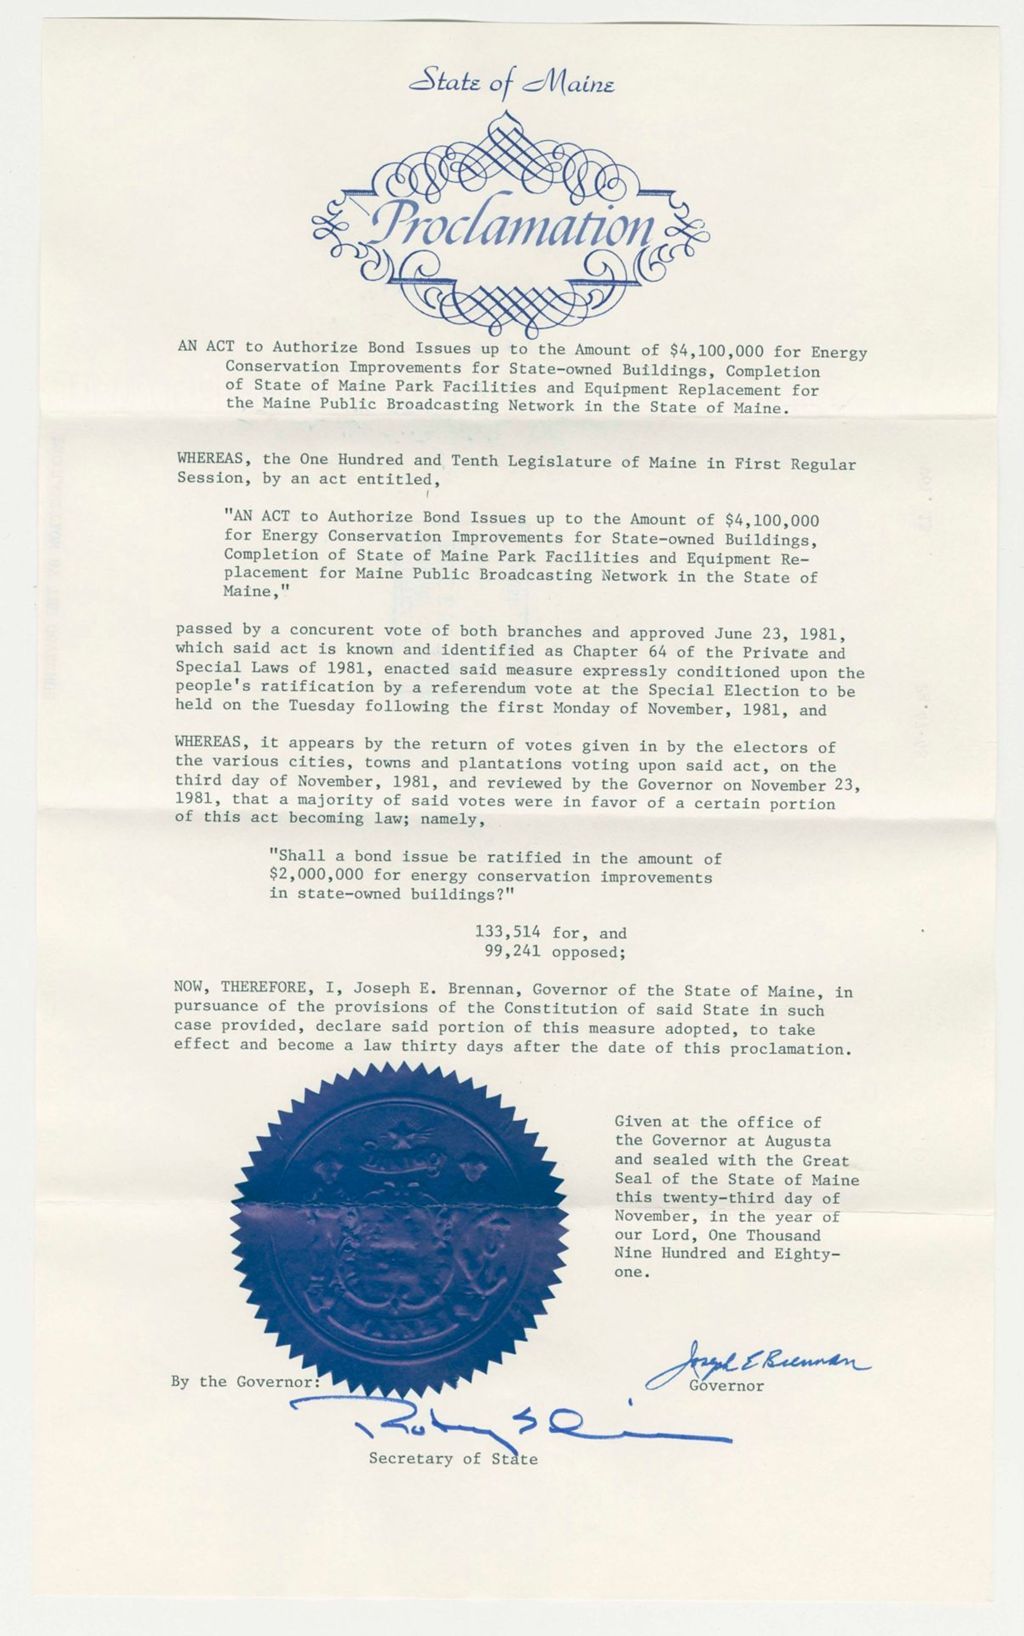 State of Maine
Proclamation
AN ACT to Authorize Bond Issues up to the Amount of $4,100,000 for Energy
Conservation Improvements for State-owned Buildings, Completion
of State of Maine Park Facilities and Equipment Replacement for
the Maine Public Broadcasting Network in the State of Maine.
WHEREAS, the One Hundred and Tenth Legislature of Maine in First Regular
Session, by an act entitled,
"AN ACT to Authorize Bond Issues up to the Amount of $4,100,000
for Energy Conservation Improvements for State-owned Buildings,
Completion of State of Maine Park Facilities and Equipment Re-
placement for Maine Public Broadcasting Network in the State of
Maine,"
passed by a concurent vote of both branches and approved June 23, 1981,
which said act is known and identified as Chapter 64 of the Private and
Special Laws of 1981, enacted said measure expressly conditioned upon the
people's ratification by a referendum vote at the Special Election to be
held on the Tuesday following the first Monday of November, 1981, and
WHEREAS, it appears by the return of votes given in by the electors of
the various cities, towns and plantations voting upon said act, on the
third day of November, 1981, and reviewed by the Governor on November 23,
1981, that a majority of said votes were in favor of a certain portion
of this act becoming law; namely,
"Shall a bond issue be ratified in the amount of
$2,000,000 for energy conservation improvements
in state-owned buildings?"
133,514 for, and
99,241 opposed;
NOW, THEREFORE, I, Joseph E. Brennan, Governor of the State of Maine, in
pursuance of the provisions of the Constitution of said State in such
case provided, declare said portion of this measure adopted, to take
effect and become a law thirty days after the date of this proclamation.
Given at the office of
the Governor at Augusta
and sealed with the Great
Seal of the State of Maine
this twenty-third day of
November, in the year of
our Lord, One Thousand
Nine Hundred and Eighty-
one.
Joseph E Brennan
By the Governor:
Governor
Secretary of State